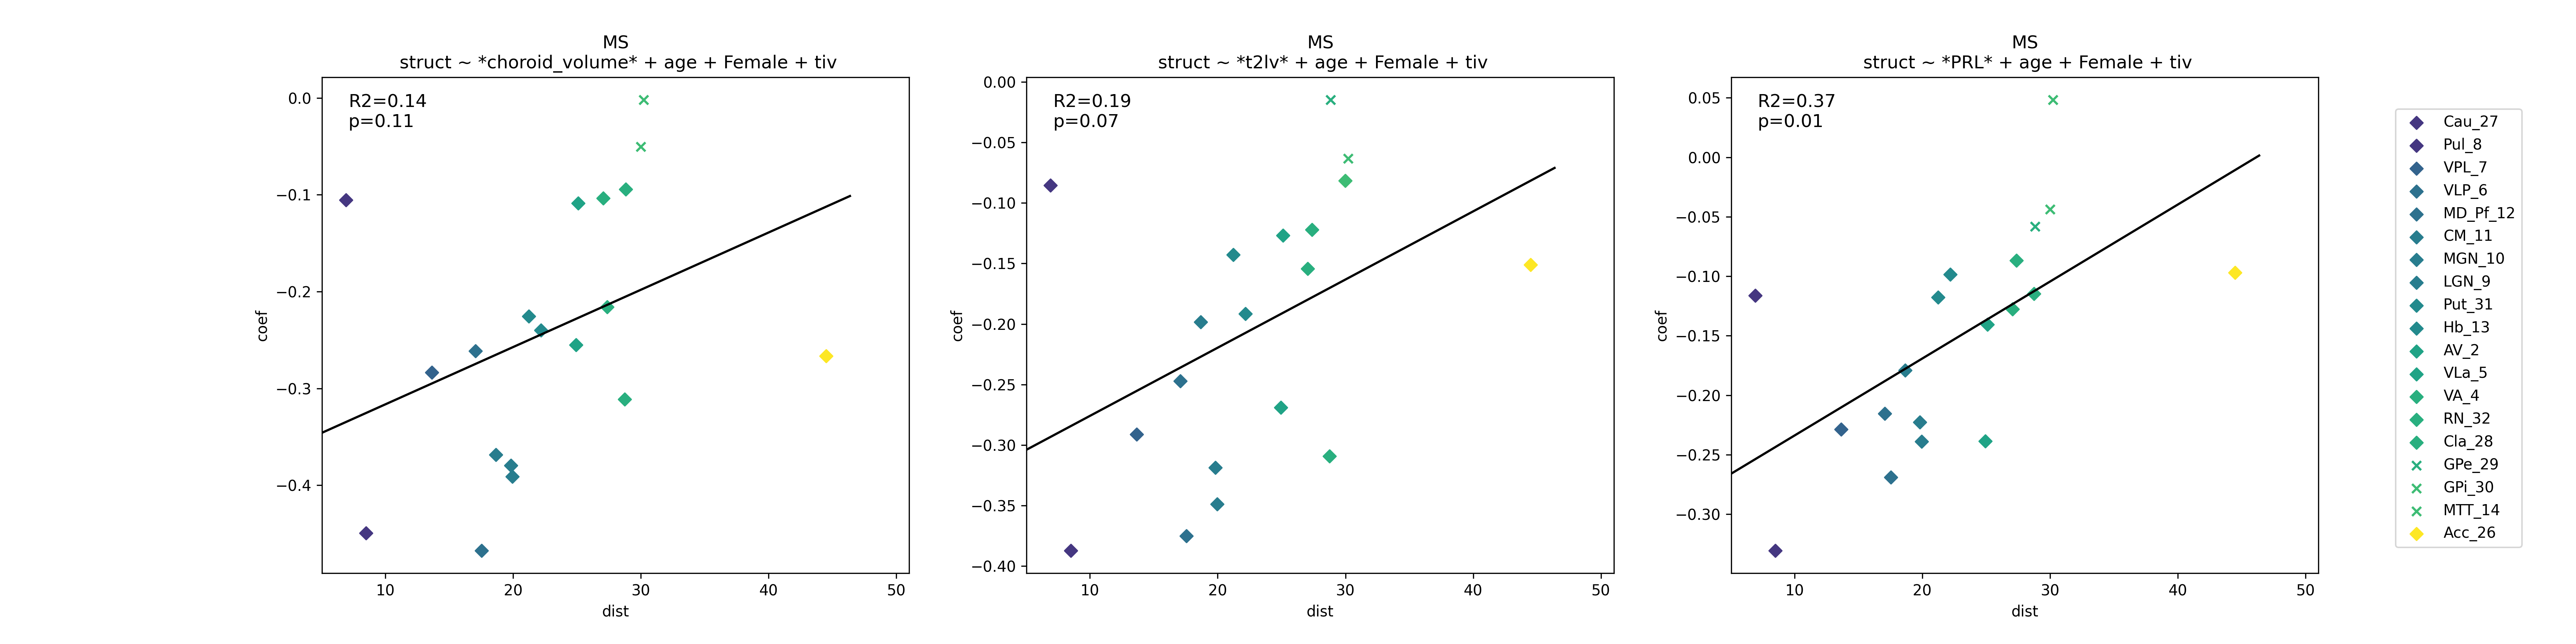 MS
struct ~ *choroid_volume* + age + Female + tiv
R2=0.14
p=0.11
0.0
−0.1
−0.2
−0.3
−0.4
coef
10 20 30 40 50
dist
MS
struct ~ *t2lv* + age + Female + tiv
R2=0.19
p=0.07
0.00
−0.05
−0.10
−0.15
−0.20
−0.25
−0.30
−0.35
−0.40
coef
10 20 30 40 50
dist
MS
struct ~ *PRL* + age + Female + tiv
R2=0.37
p=0.01
0.05
0.00
−0.05
−0.10
−0.15
−0.20
−0.25
−0.30
coef
10 20 30 40 50
dist
Cau_27
Pul_8
VPL_7
VLP_6
MD_Pf_12
CM_11
MGN_10
LGN_9
Put_31
Hb_13
AV_2
VLa_5
VA_4
RN_32
Cla_28
GPe_29
GPi_30
MTT_14
Acc_26